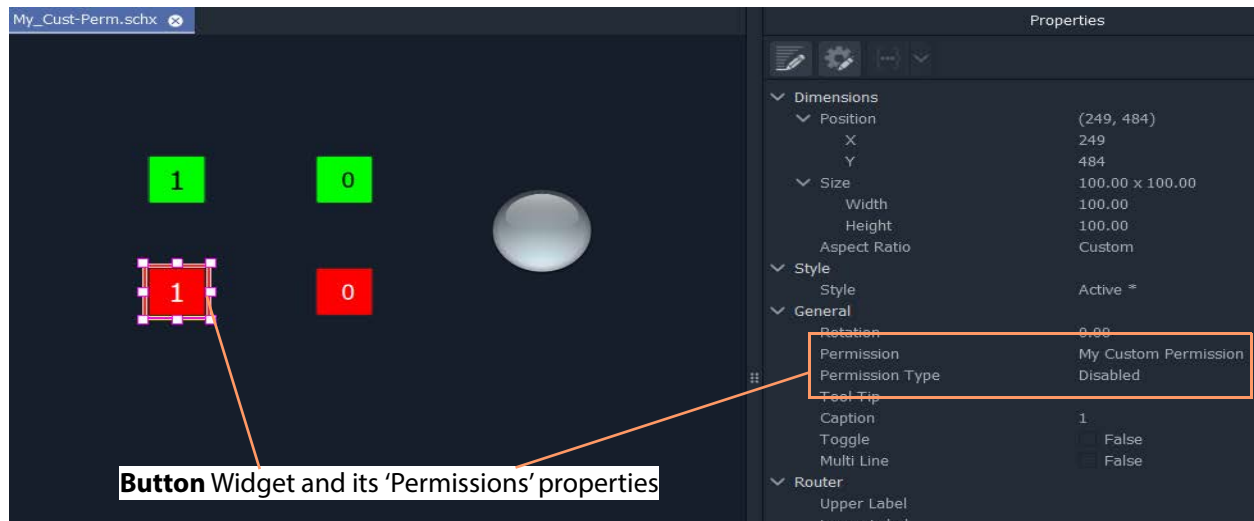 My_Cust-Perm.schx
1
0
1
0
Button Widget and its ‘Permissions’ properties
Properties
Dimensions
Position (249, 484)
X 249
Y 484
Size 100.00 x 100.00
Width 100.00
Height 100.00
Aspect Ratio Custom
Style
Style Active *
General
Rotation 0.00
Permission My Custom Permission
Permission Type Disabled
Tool Tip
Caption 1
Toggle False
Multi Line False
Router
Upper Label